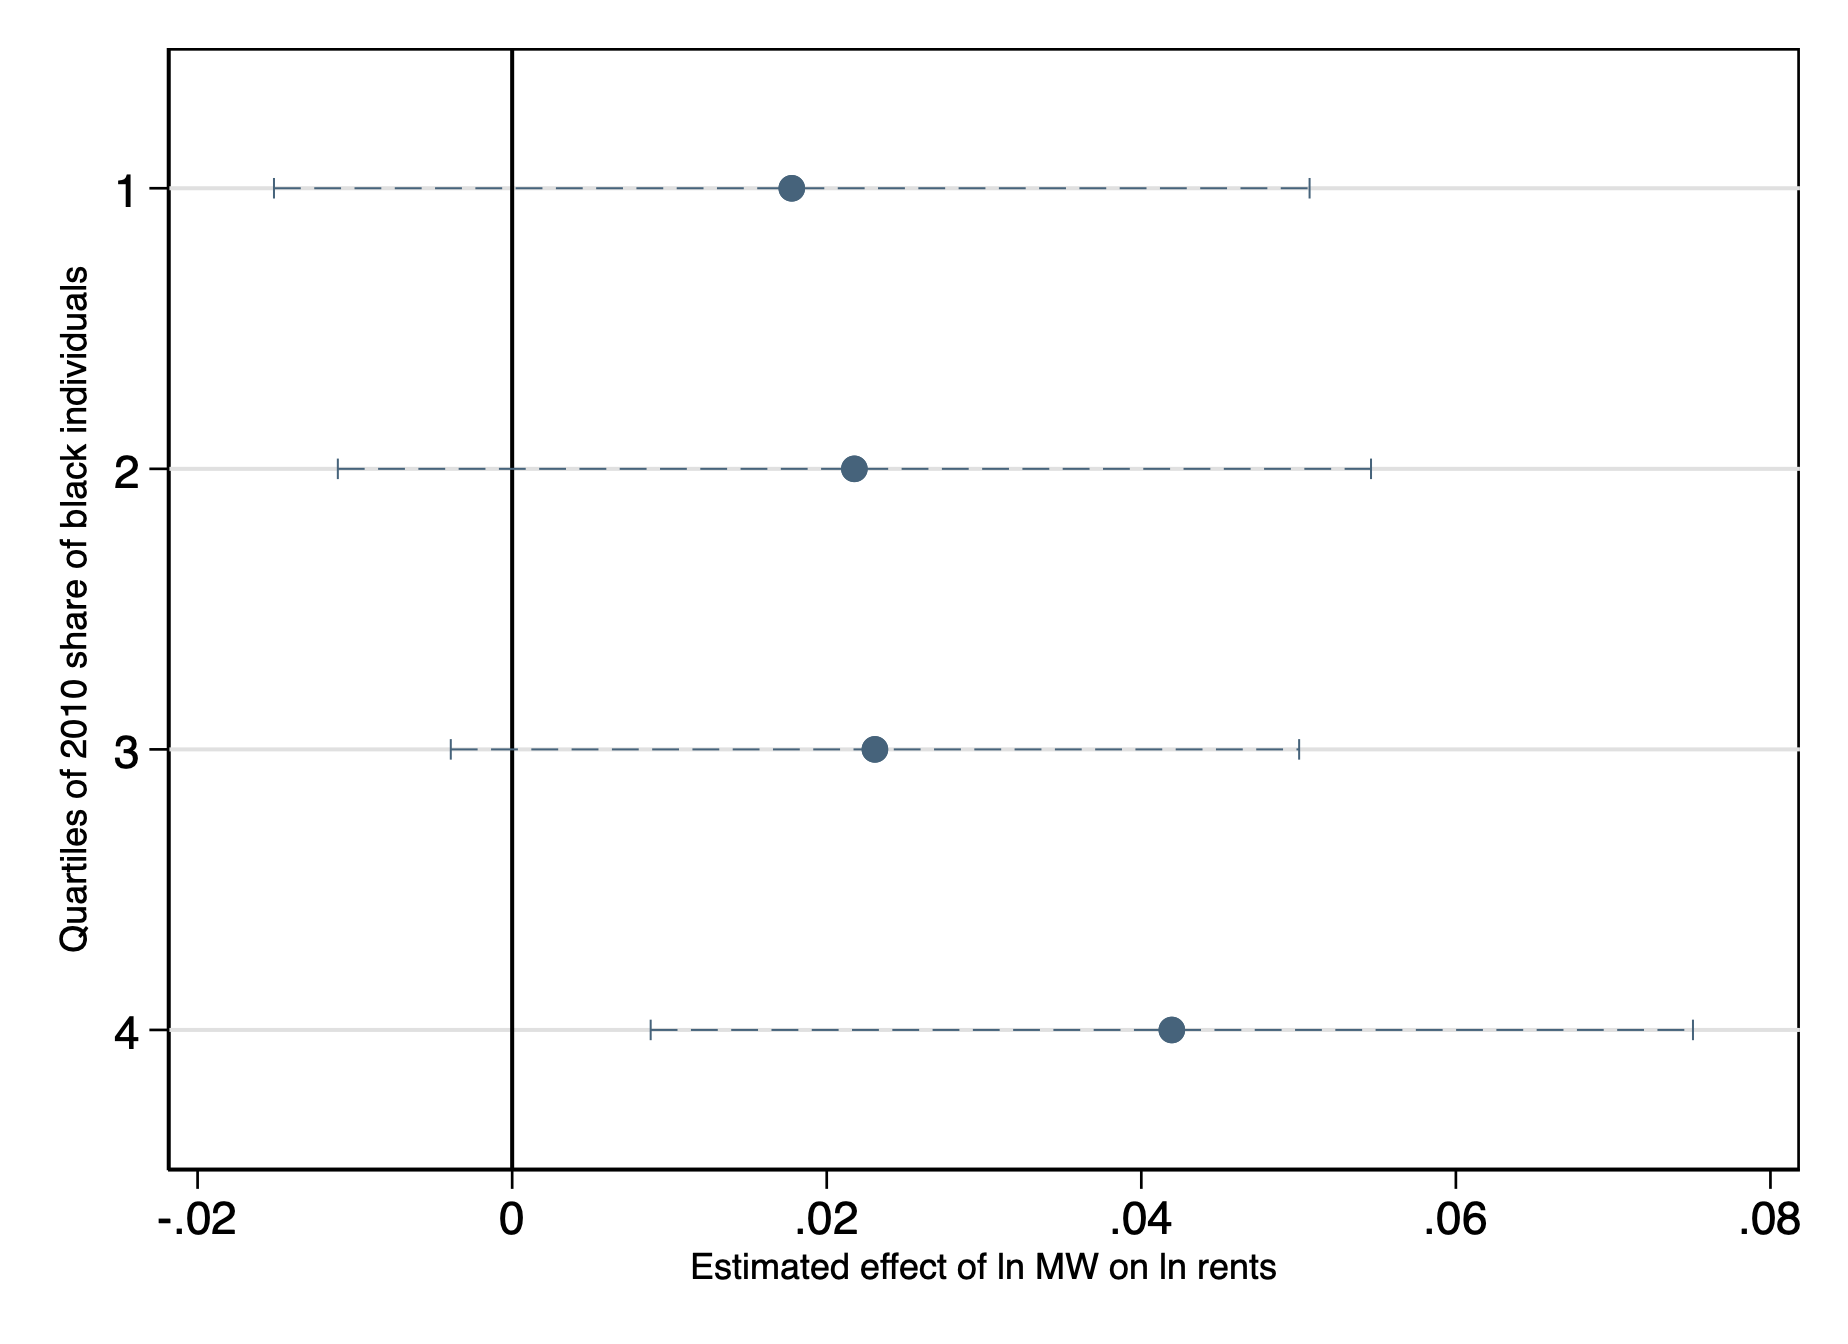 Quartiles of 2010 share of black individuals
1
2
3
4
-.02 0 .02 .04 .06 .08
Estimated effect of ln MW on ln rents